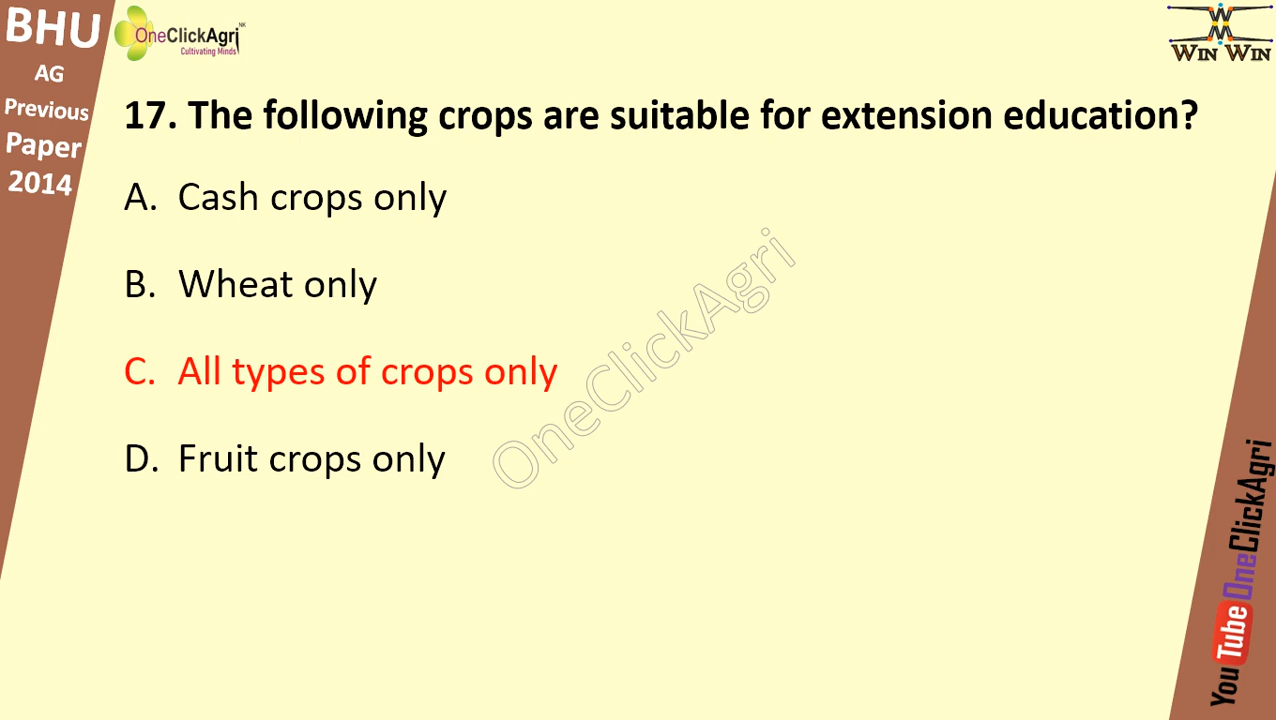 BHU
AG
Previous
Paper
2014
OneClickAgri NK
Cultivating Minds
WIN WIN
17. The following crops are suitable for extension education?
A. Cash crops only
B. Wheat only
C. All types of crops only
D. Fruit crops only
OneClickAgri
YouTube OneClickAgri